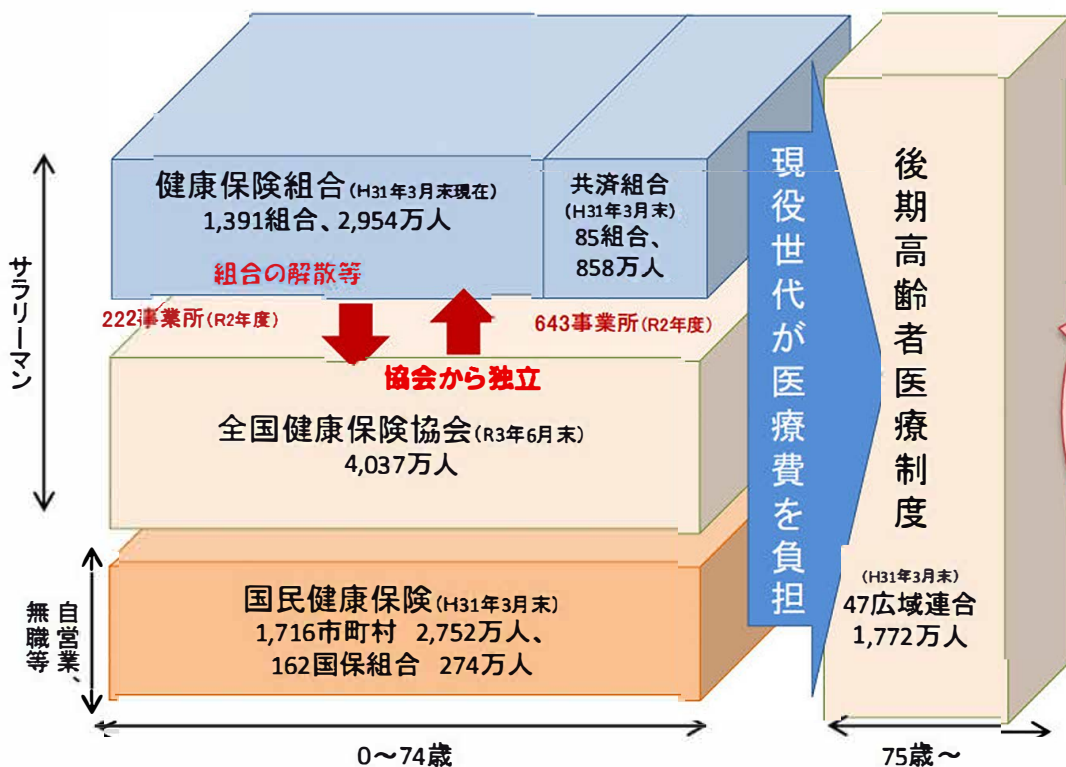 健康保険組合(H31年3月末現在)
1,391組合、2,954万人
共済組合
(H31年3月末)
85組合、
858万人
組合の解散等
222事業所(R2年度)
643事業所(R2年度)
協会から独立
サラリーマン
全国健康保険協会(R3年6月末)
4,037万人
自営業、
無職等
国民健康保険(H31年3月末)
1,716市町村 2,752万人、
162国保組合 274万人
現役世代が医療費を負担
後期高齢者医療制度
(H31年3月末)
47広域連合
1,772万人
0～74歳
75歳～